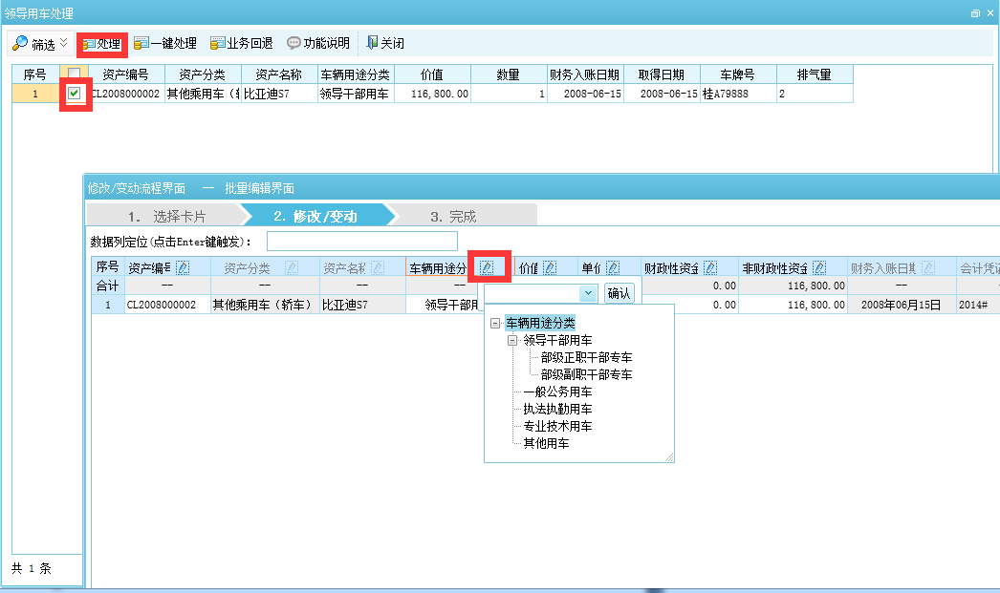 领导用车处理
筛选 处理 一键处理 业务回退 功能说明 关闭
序号 资产编号 资产分类 资产名称 车辆用途分类 价值 数量 财务入账日期 取得日期 车牌号 排气量
1 CL2008000002 其他乘用车（轿 比亚迪S7 领导干部用车 116,800.00 1 2008-06-15 2008-06-15 桂A79888 2
修改/变动流程界面 — 批量编辑界面
1. 选择卡片 2. 修改/变动 3. 完成
数据列定位(点击Enter键触发):
序号 资产编号 资产分类 资产名称 车辆用途分 价值 单价 财政性资金 非财政性资金 财务入账日期 会计凭证
合计 -- -- -- -- 0.00 116,800.00 --
确认
1 CL2008000002 其他乘用车（轿车） 比亚迪S7 领导干部用 0.00 116,800.00 2008年06月15日 2014#
车辆用途分类
领导干部用车
部级正职干部专车
部级副职干部专车
一般公务用车
执法执勤用车
专业技术用车
其他用车
共 1 条